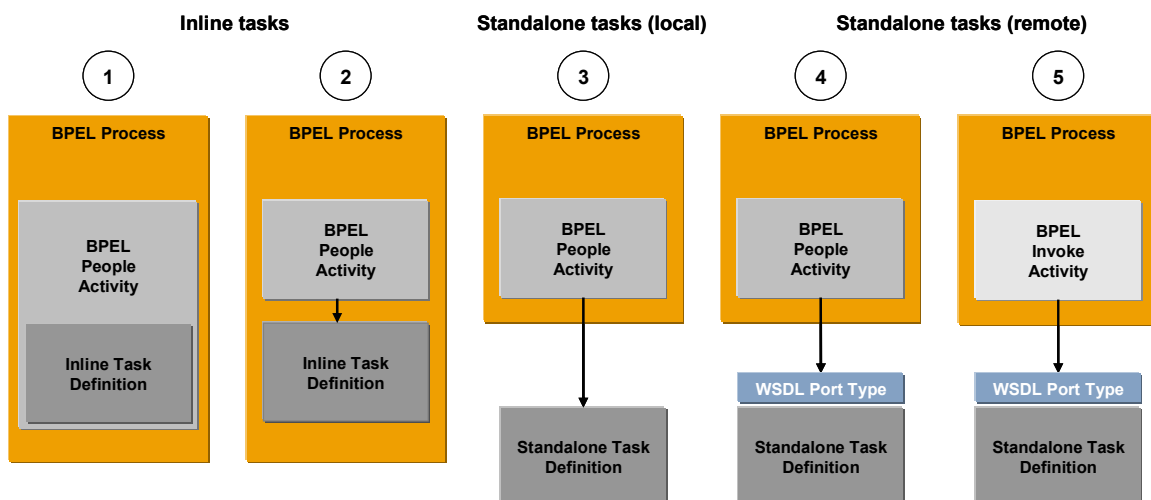 Inline tasks
Standalone tasks (local)
Standalone tasks (remote)
1
2
3
4
5
BPEL Process
BPEL
People
Activity
Inline Task
Definition
BPEL Process
BPEL
People
Activity
Inline Task
Definition
BPEL Process
BPEL
People
Activity
Standalone Task
Definition
BPEL Process
BPEL
People
Activity
WSDL Port Type
Standalone Task
Definition
BPEL Process
BPEL
Invoke
Activity
WSDL Port Type
Standalone Task
Definition